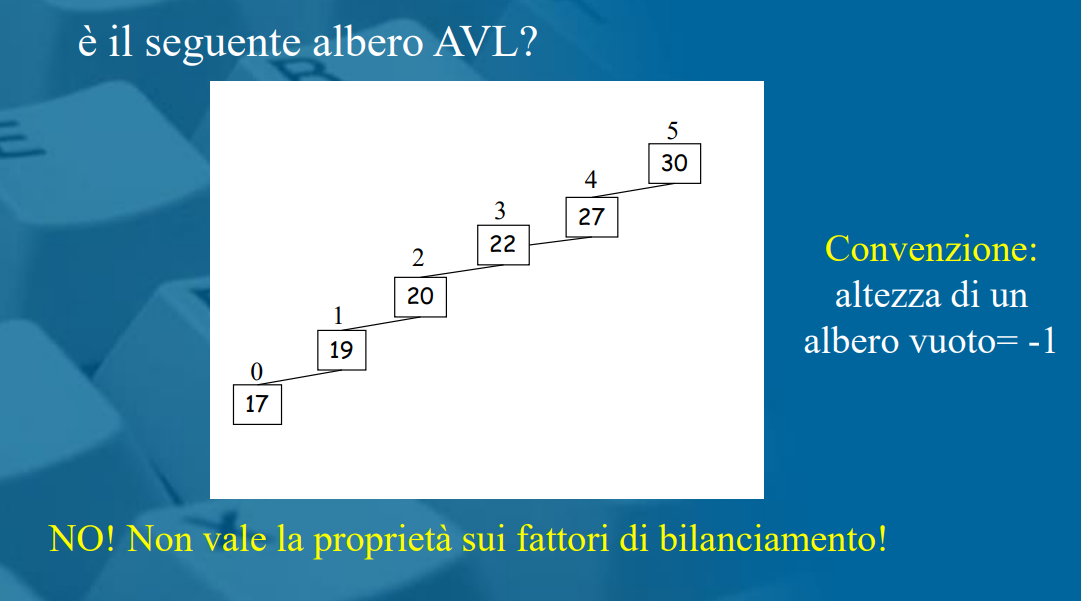 è il seguente albero AVL?
5
30
4
27
3
22
2
20
1
19
0
17
Convenzione:
altezza di un
albero vuoto= -1
NO! Non vale la proprietà sui fattori di bilanciamento!